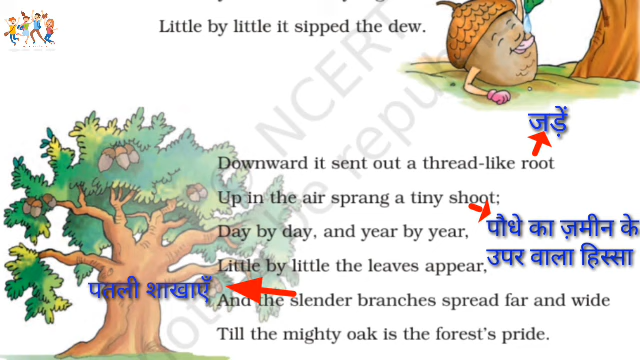 Little by little it sipped the dew.
जड़ें
Downward it sent out a thread-like root
Up in the air sprang a tiny shoot;
Day by day, and year by year,
पौधे का ज़मीन के
उपर वाला हिस्सा
Little by little the leaves appear,
पतली शाखाएँ
And the slender branches spread far and wide
Till the mighty oak is the forest's pride.